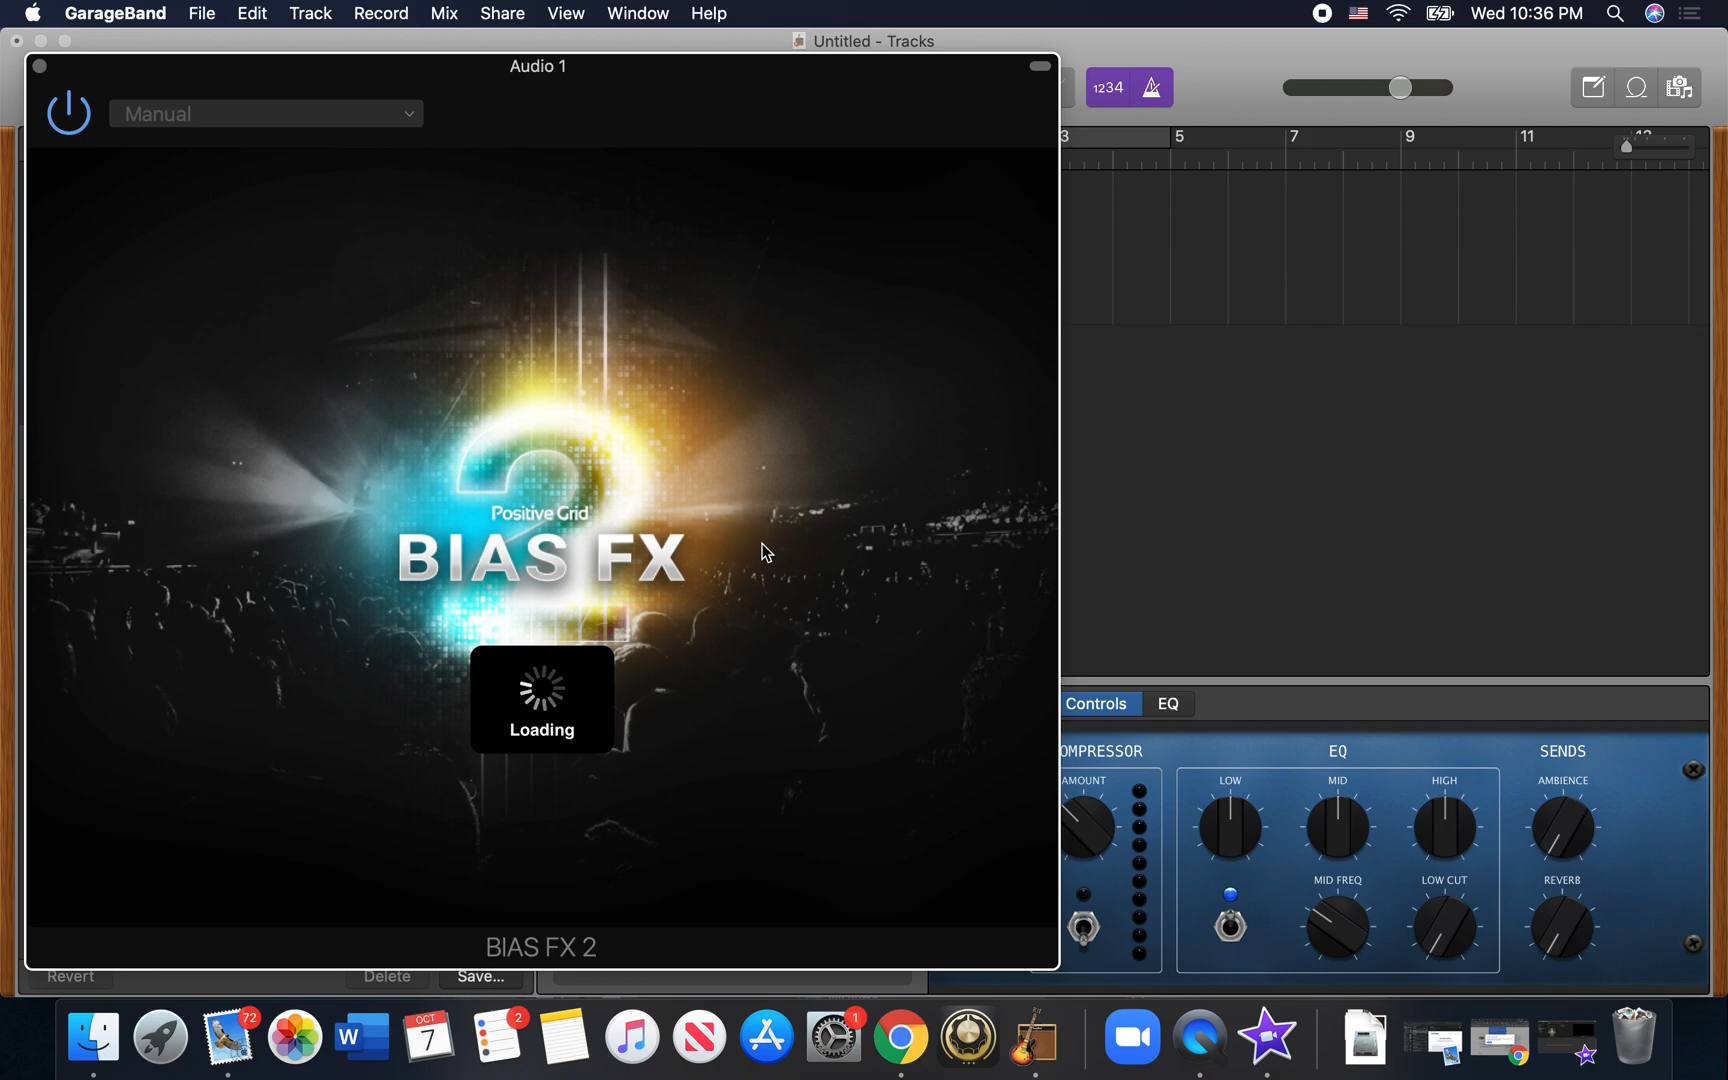 GarageBand File Edit Track Record Mix Share View Window Help Wed 10:36 PM
Untitled - Tracks
Audio 1
Manual
1234
3 5 7 9 11
Positive Grid
BIAS FX
2
Loading
BIAS FX 2
Controls EQ
EQ SENDS
AMOUNT LOW MID HIGH AMBIENCE
MID FREQ LOW CUT REVERB
Revert Delete Save...
72
W
OCT
7
2
1